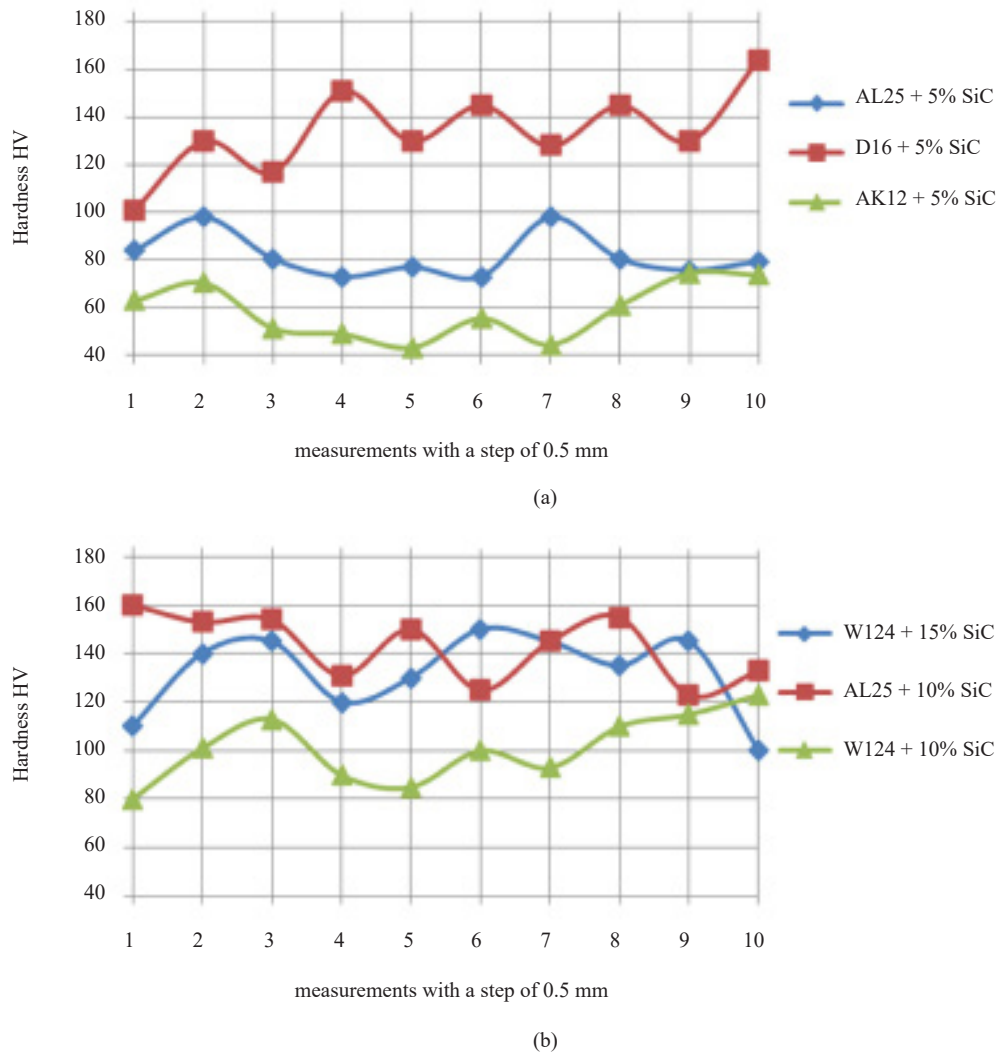 180
160
140
120
100
80
60
40
Hardness HV
1 2 3 4 5 6 7 8 9 10
measurements with a step of 0.5 mm
AL25 + 5% SiC
D16 + 5% SiC
AK12 + 5% SiC
(a)
180
160
140
120
100
80
60
40
Hardness HV
1 2 3 4 5 6 7 8 9 10
measurements with a step of 0.5 mm
W124 + 15% SiC
AL25 + 10% SiC
W124 + 10% SiC
(b)